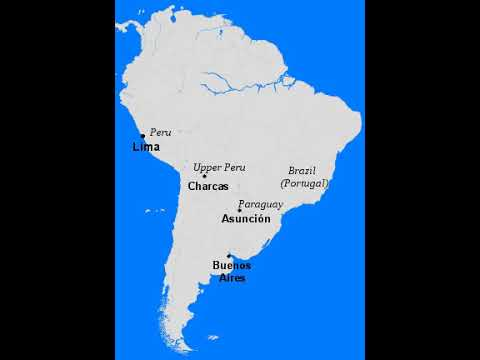 Peru
Lima
Upper Peru
Charcas
Brazil
(Portugal)
Paraguay
Asunción
Buenos
Aires